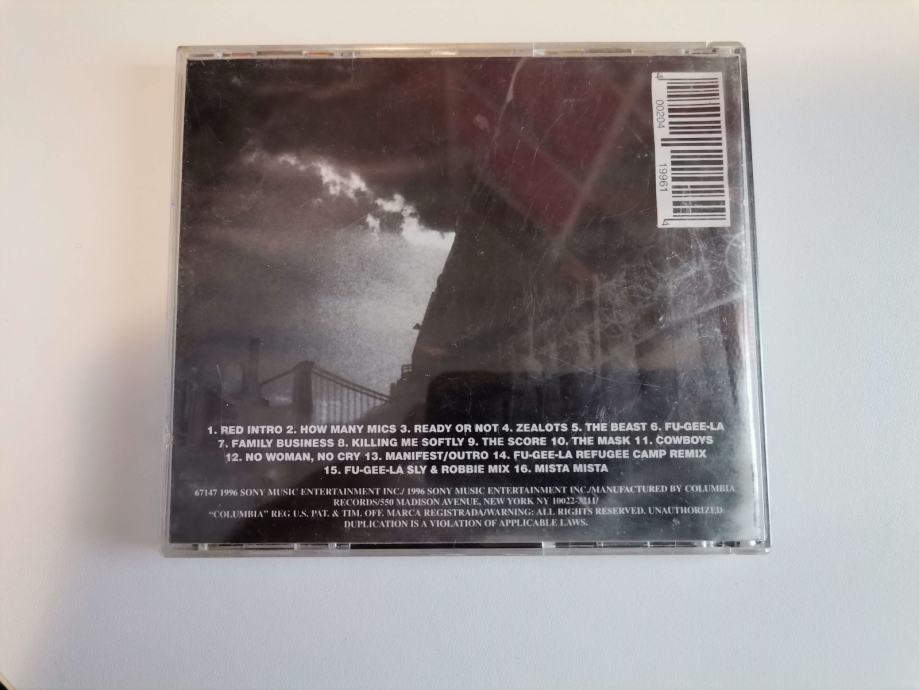 4 00204 19961 4
1. RED INTRO 2. HOW MANY MICS 3. READY OR NOT 4. ZEALOTS 5. THE BEAST 6. FU-GEE-LA
7. FAMILY BUSINESS 8. KILLING ME SOFTLY 9. THE SCORE 10. THE MASK 11. COWBOYS
12. NO WOMAN, NO CRY 13. MANIFEST/OUTRO 14. FU-GEE-LA REFUGEE CAMP REMIX
15. FU-GEE-LA SLY & ROBBIE MIX 16. MISTA MISTA
67147 1996 SONY MUSIC ENTERTAINMENT INC./ 1996 SONY MUSIC ENTERTAINMENT INC./MANUFACTURED BY COLUMBIA
RECORDS/550 MADISON AVENUE, NEW YORK NY 10022-3211/
"COLUMBIA" REG U.S. PAT. & TIM. OFF. MARCA REGISTRADA/WARNING: ALL RIGHTS RESERVED. UNAUTHORIZED
DUPLICATION IS A VIOLATION OF APPLICABLE LAWS.